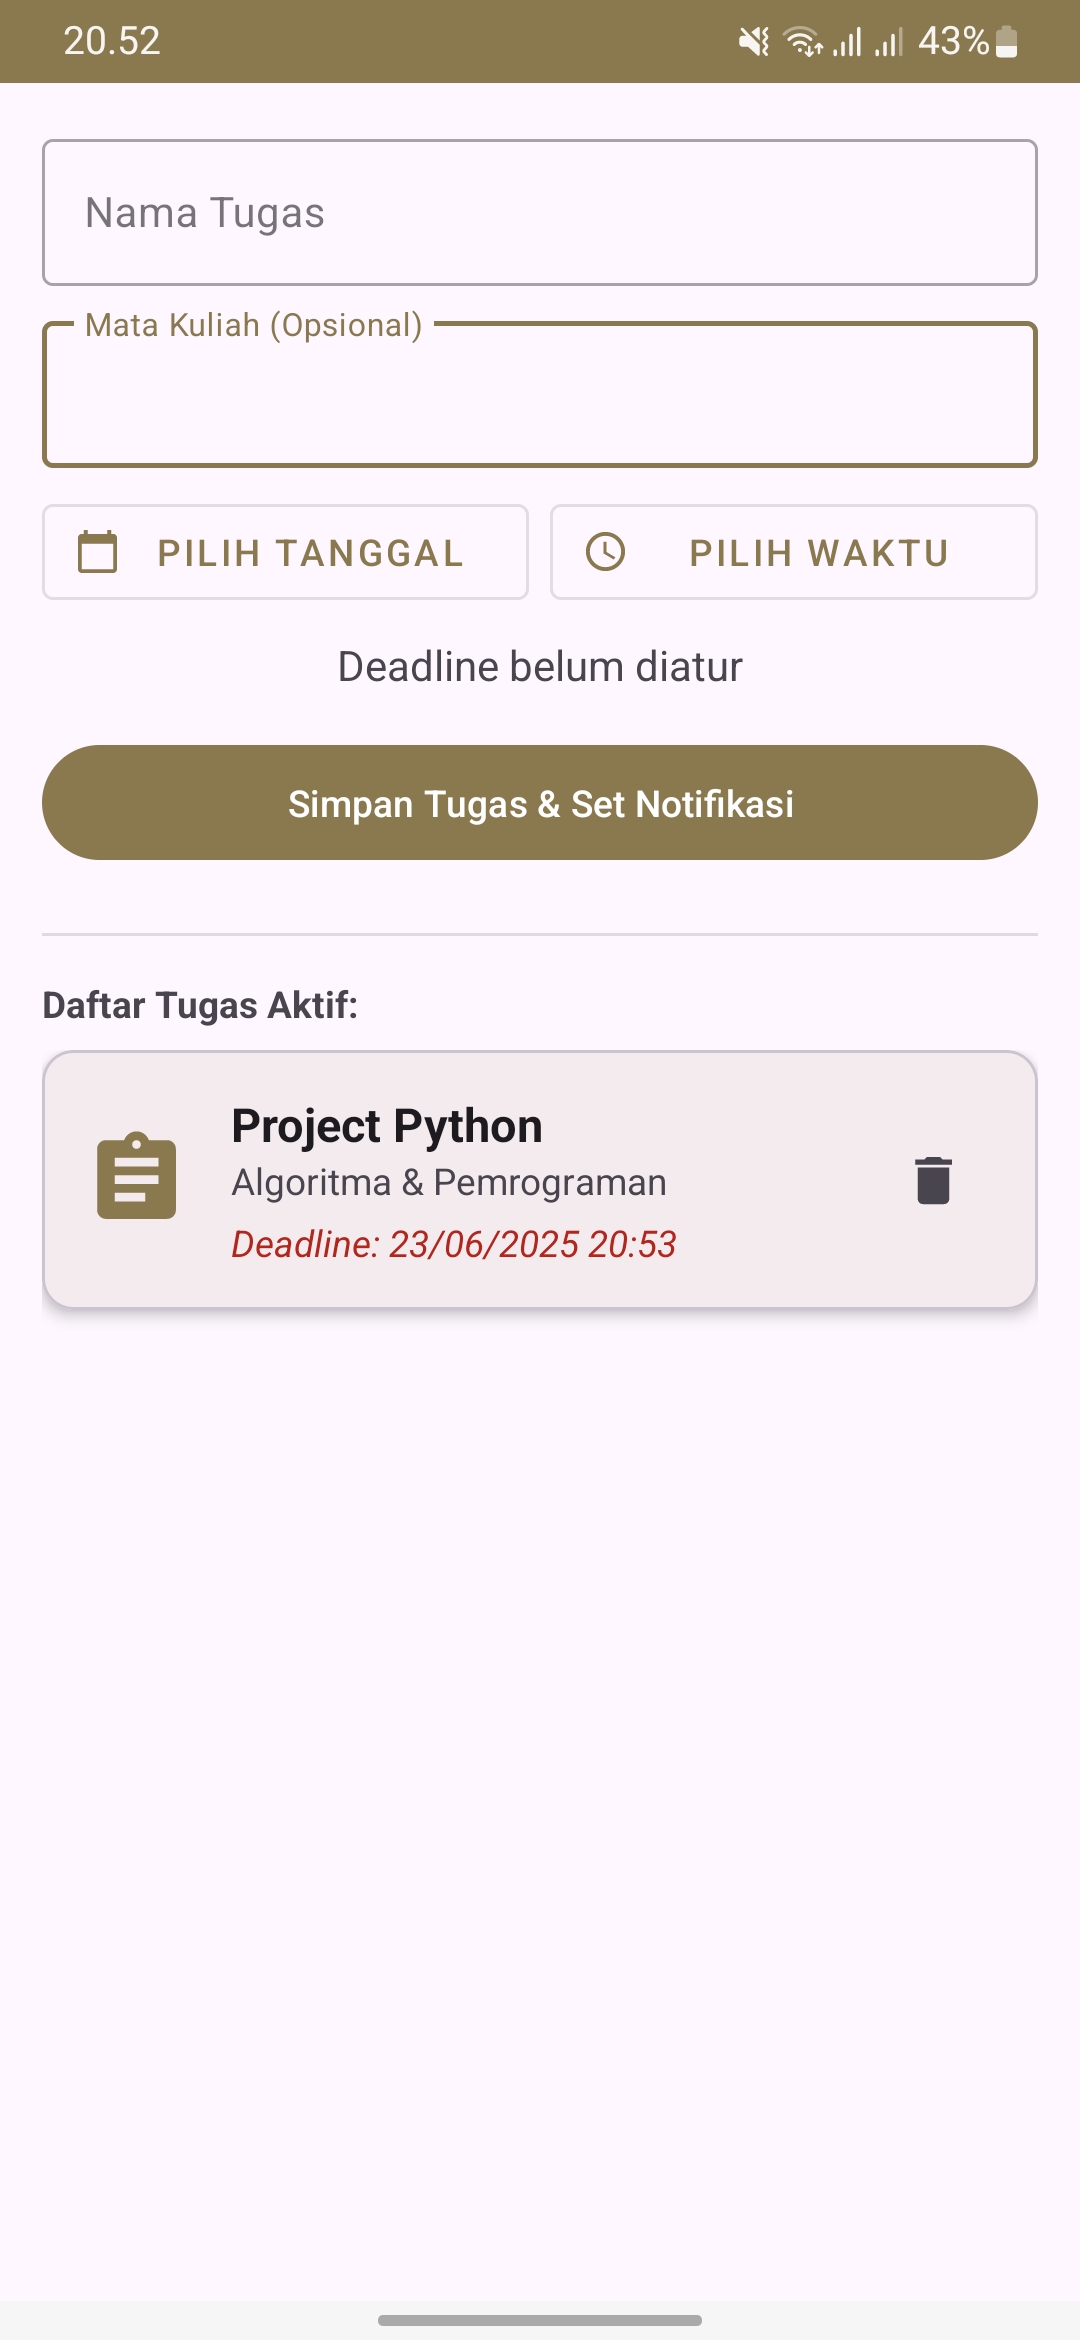 20.52
43%
Nama Tugas
Mata Kuliah (Opsional)
PILIH TANGGAL
PILIH WAKTU
Deadline belum diatur
Simpan Tugas & Set Notifikasi
Daftar Tugas Aktif:
Project Python
Algoritma & Pemrograman
Deadline: 23/06/2025 20:53